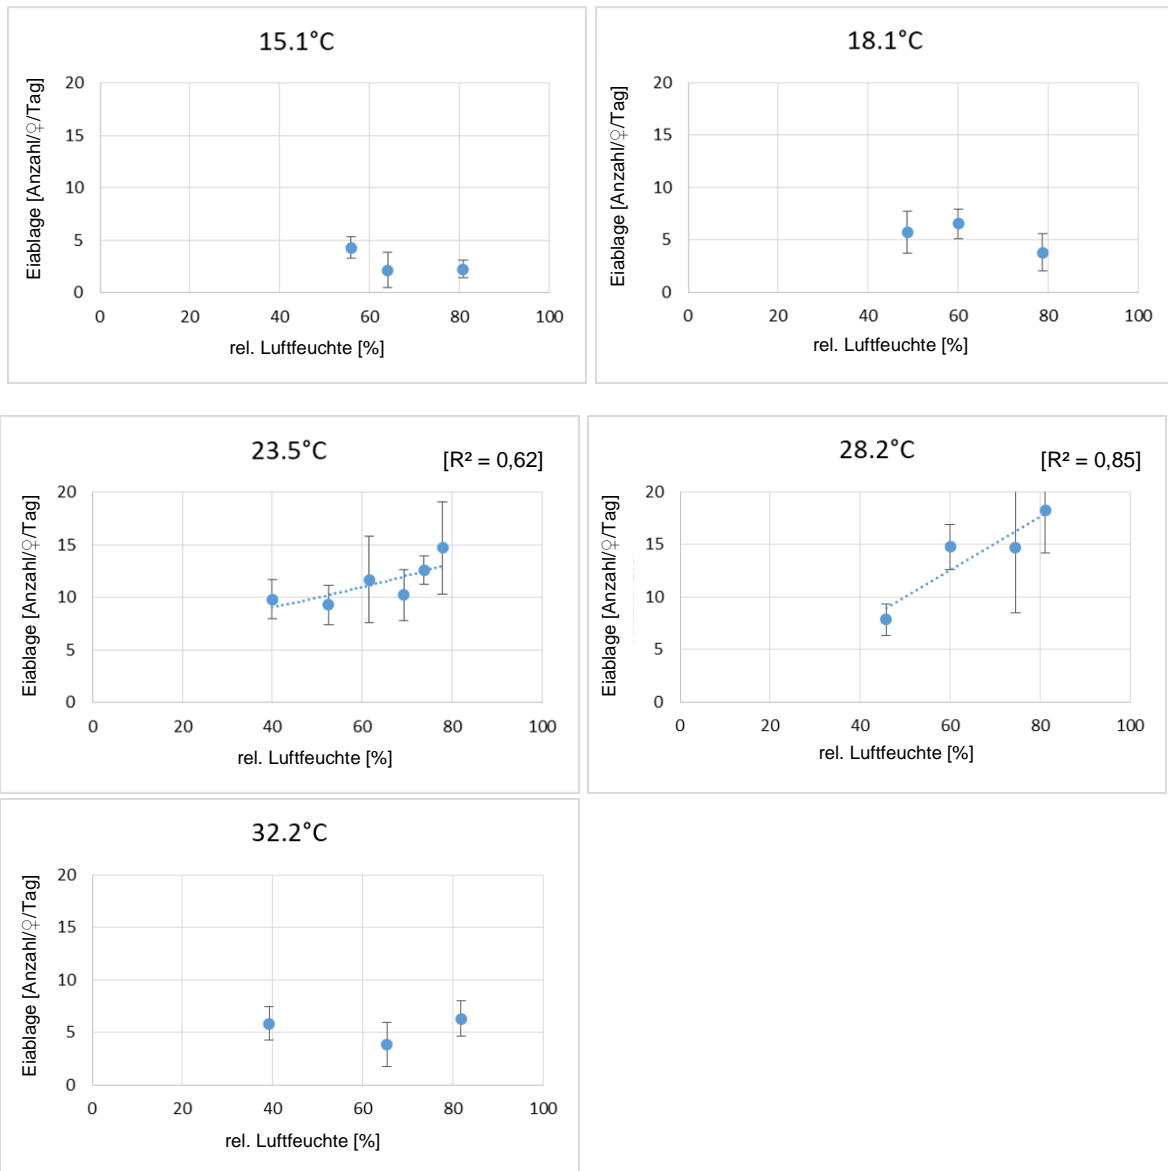 15.1°C
Eiablage [Anzahl/♀/Tag]
20
15
10
5
0
0 20 40 60 80 100
rel. Luftfeuchte [%]
18.1°C
Eiablage [Anzahl/♀/Tag]
20
15
10
5
0
0 20 40 60 80 100
rel. Luftfeuchte [%]
23.5°C
[R² = 0,62]
Eiablage [Anzahl/♀/Tag]
20
15
10
5
0
0 20 40 60 80 100
rel. Luftfeuchte [%]
28.2°C
[R² = 0,85]
Eiablage [Anzahl/♀/Tag]
20
15
10
5
0
0 20 40 60 80 100
rel. Luftfeuchte [%]
32.2°C
Eiablage [Anzahl/♀/Tag]
20
15
10
5
0
0 20 40 60 80 100
rel. Luftfeuchte [%]